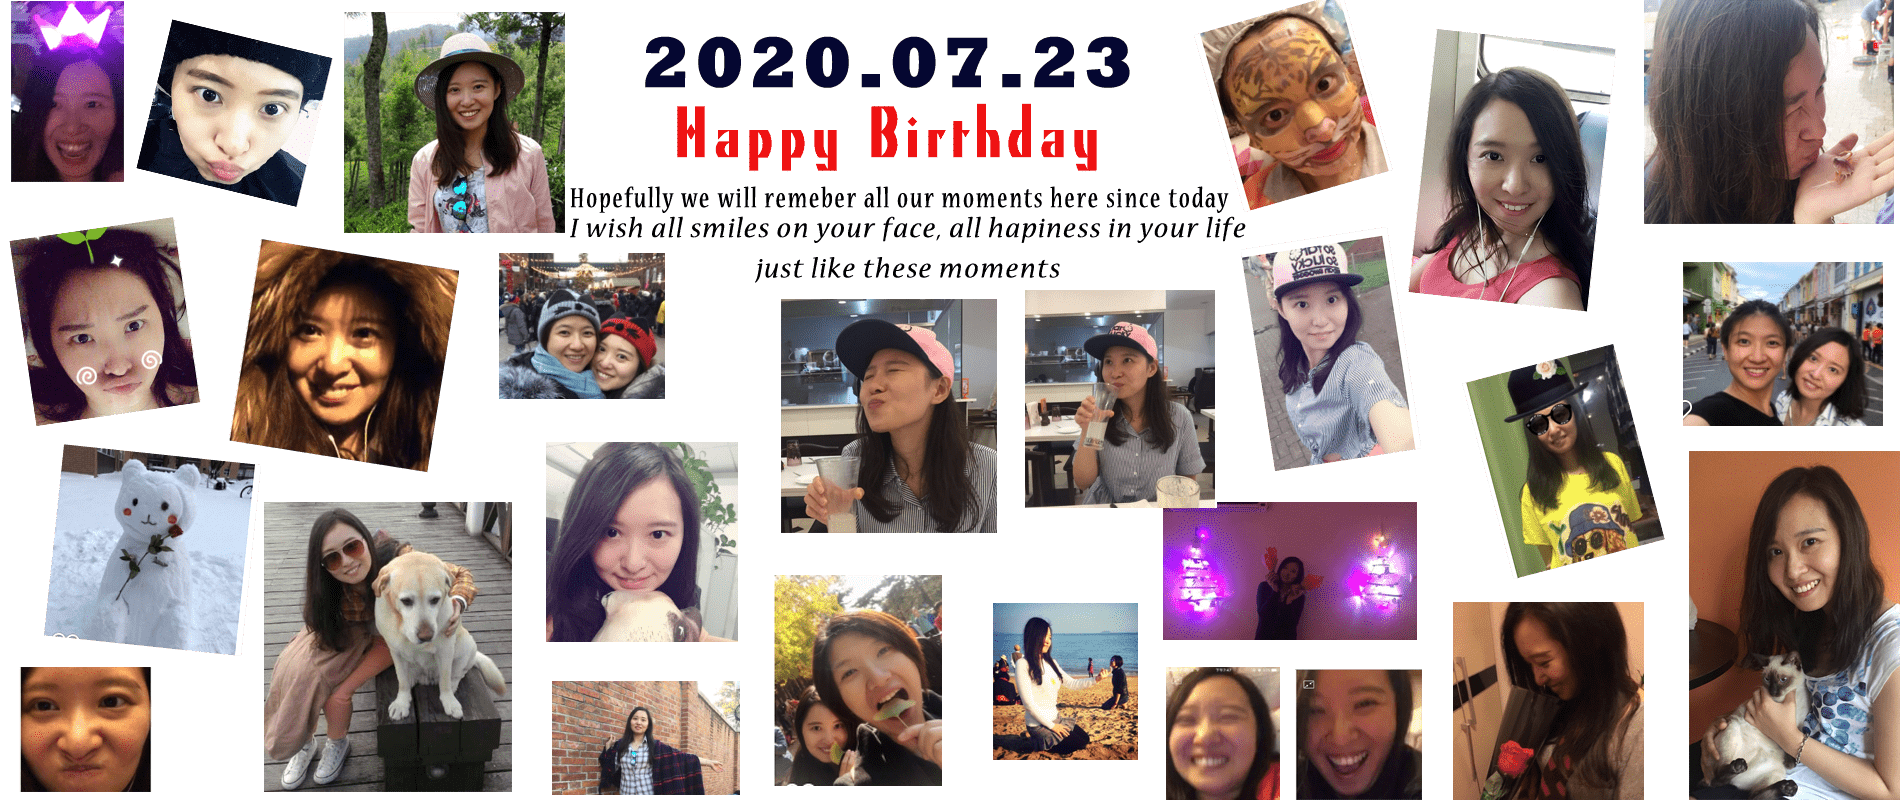 2020.07.23
Happy Birthday
Hopefully we will remeber all our moments here since today
I wish all smiles on your face, all hapiness in your life
just like these moments